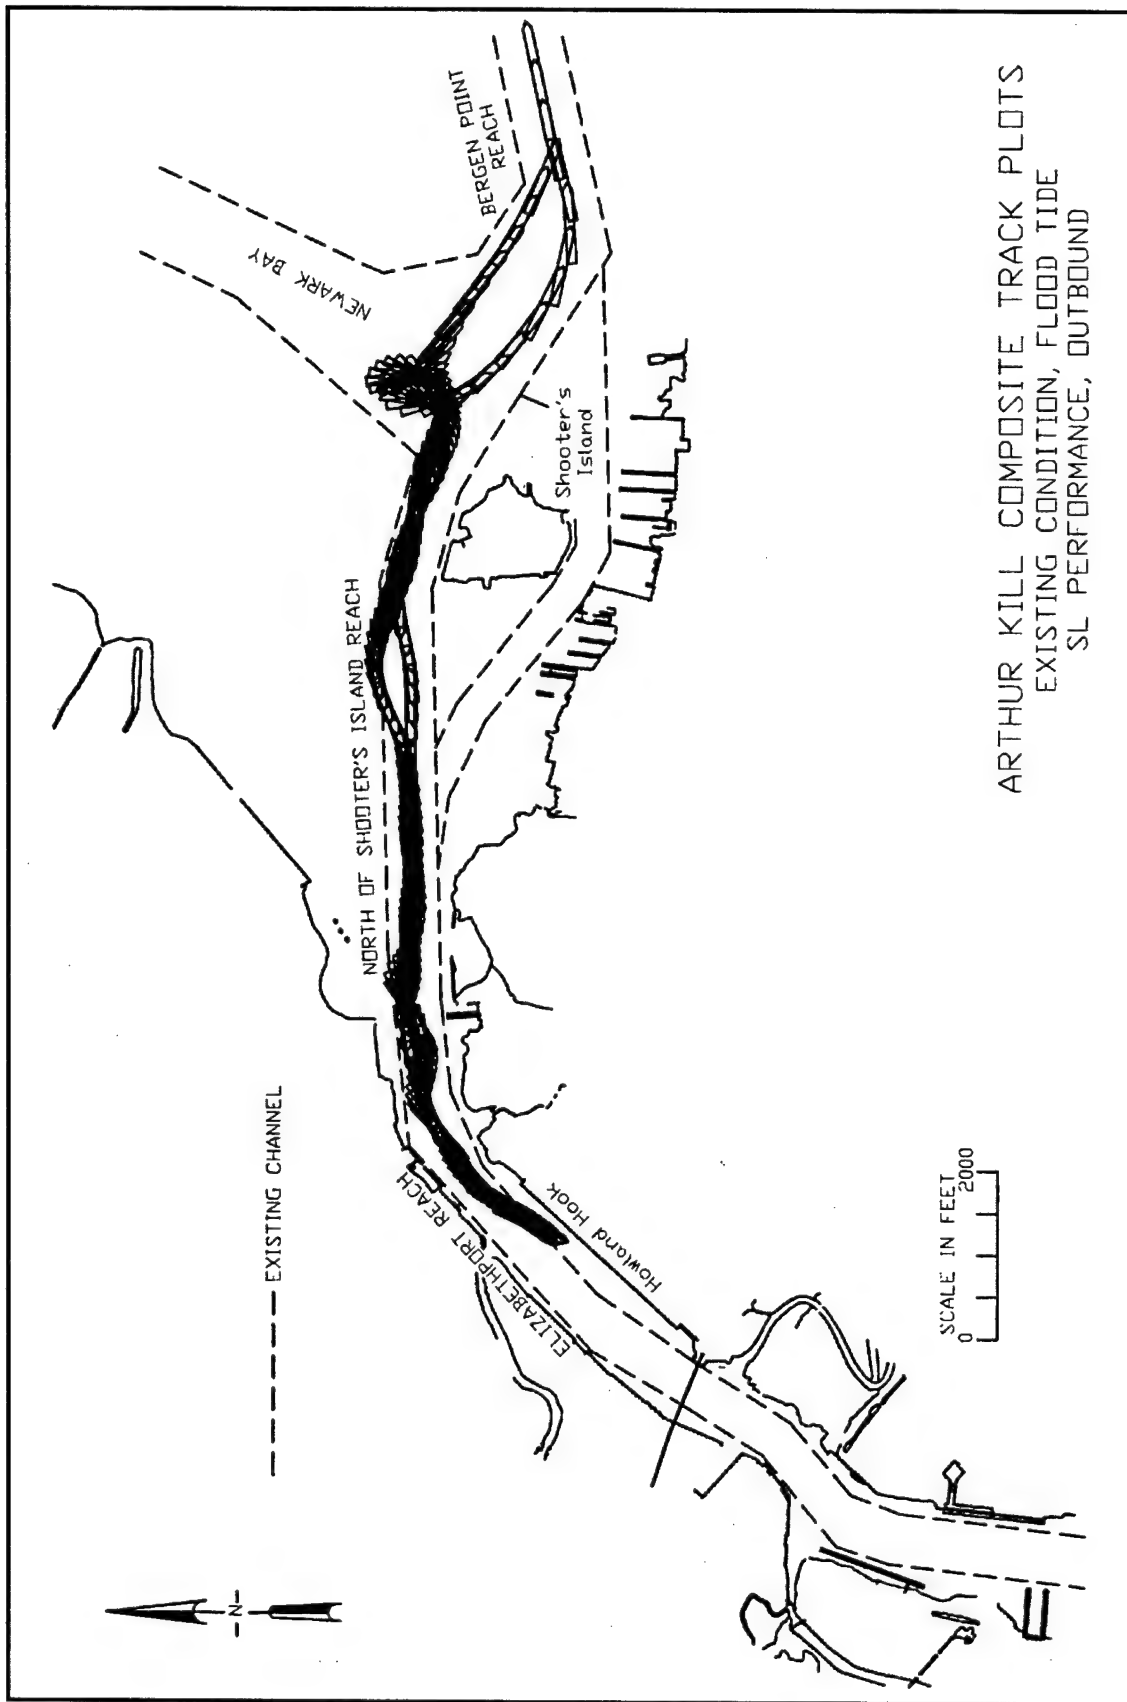 ARTHUR KILL COMPOSITE TRACK PLOTS
EXISTING CONDITION, FLOOD TIDE
SL PERFORMANCE, OUTBOUND
BERGEN POINT
REACH
NEWARK BAY
Shooter's
Island
NORTH OF SHOOTER'S ISLAND REACH
EXISTING CHANNEL
ELIZABETHPORT REACH
Howland Hook
SCALE IN FEET
0 2000
N